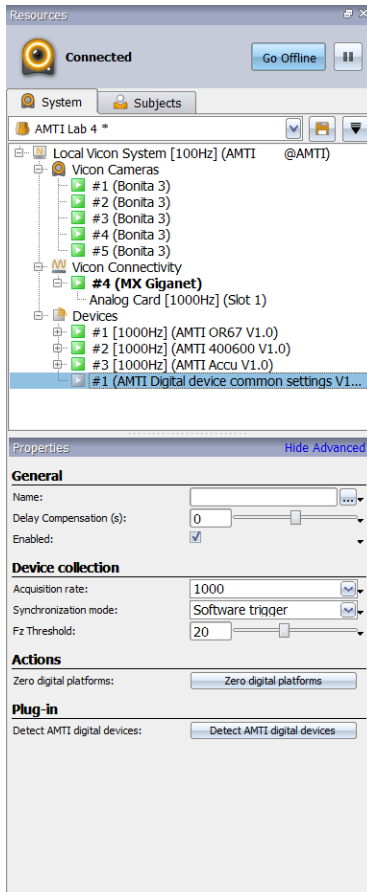 Resources
Connected
Go Offline
System
Subjects
AMTI Lab 4 *
Local Vicon System [100Hz] (AMTI @AMTI)
Vicon Cameras
#1 (Bonita 3)
#2 (Bonita 3)
#3 (Bonita 3)
#4 (Bonita 3)
#5 (Bonita 3)
Vicon Connectivity
#4 (MX Giganet)
Analog Card [1000Hz] (Slot 1)
Devices
#1 [1000Hz] (AMTI OR67 V1.0)
#2 [1000Hz] (AMTI 400600 V1.0)
#3 [1000Hz] (AMTI Accu V1.0)
#1 (AMTI Digital device common settings V1...
Properties Hide Advanced
General
Name: ...
Delay Compensation (s): 0
Enabled:
Device collection
Acquisition rate: 1000
Synchronization mode: Software trigger
Fz Threshold: 20
Actions
Zero digital platforms: Zero digital platforms
Plug-in
Detect AMTI digital devices: Detect AMTI digital devices